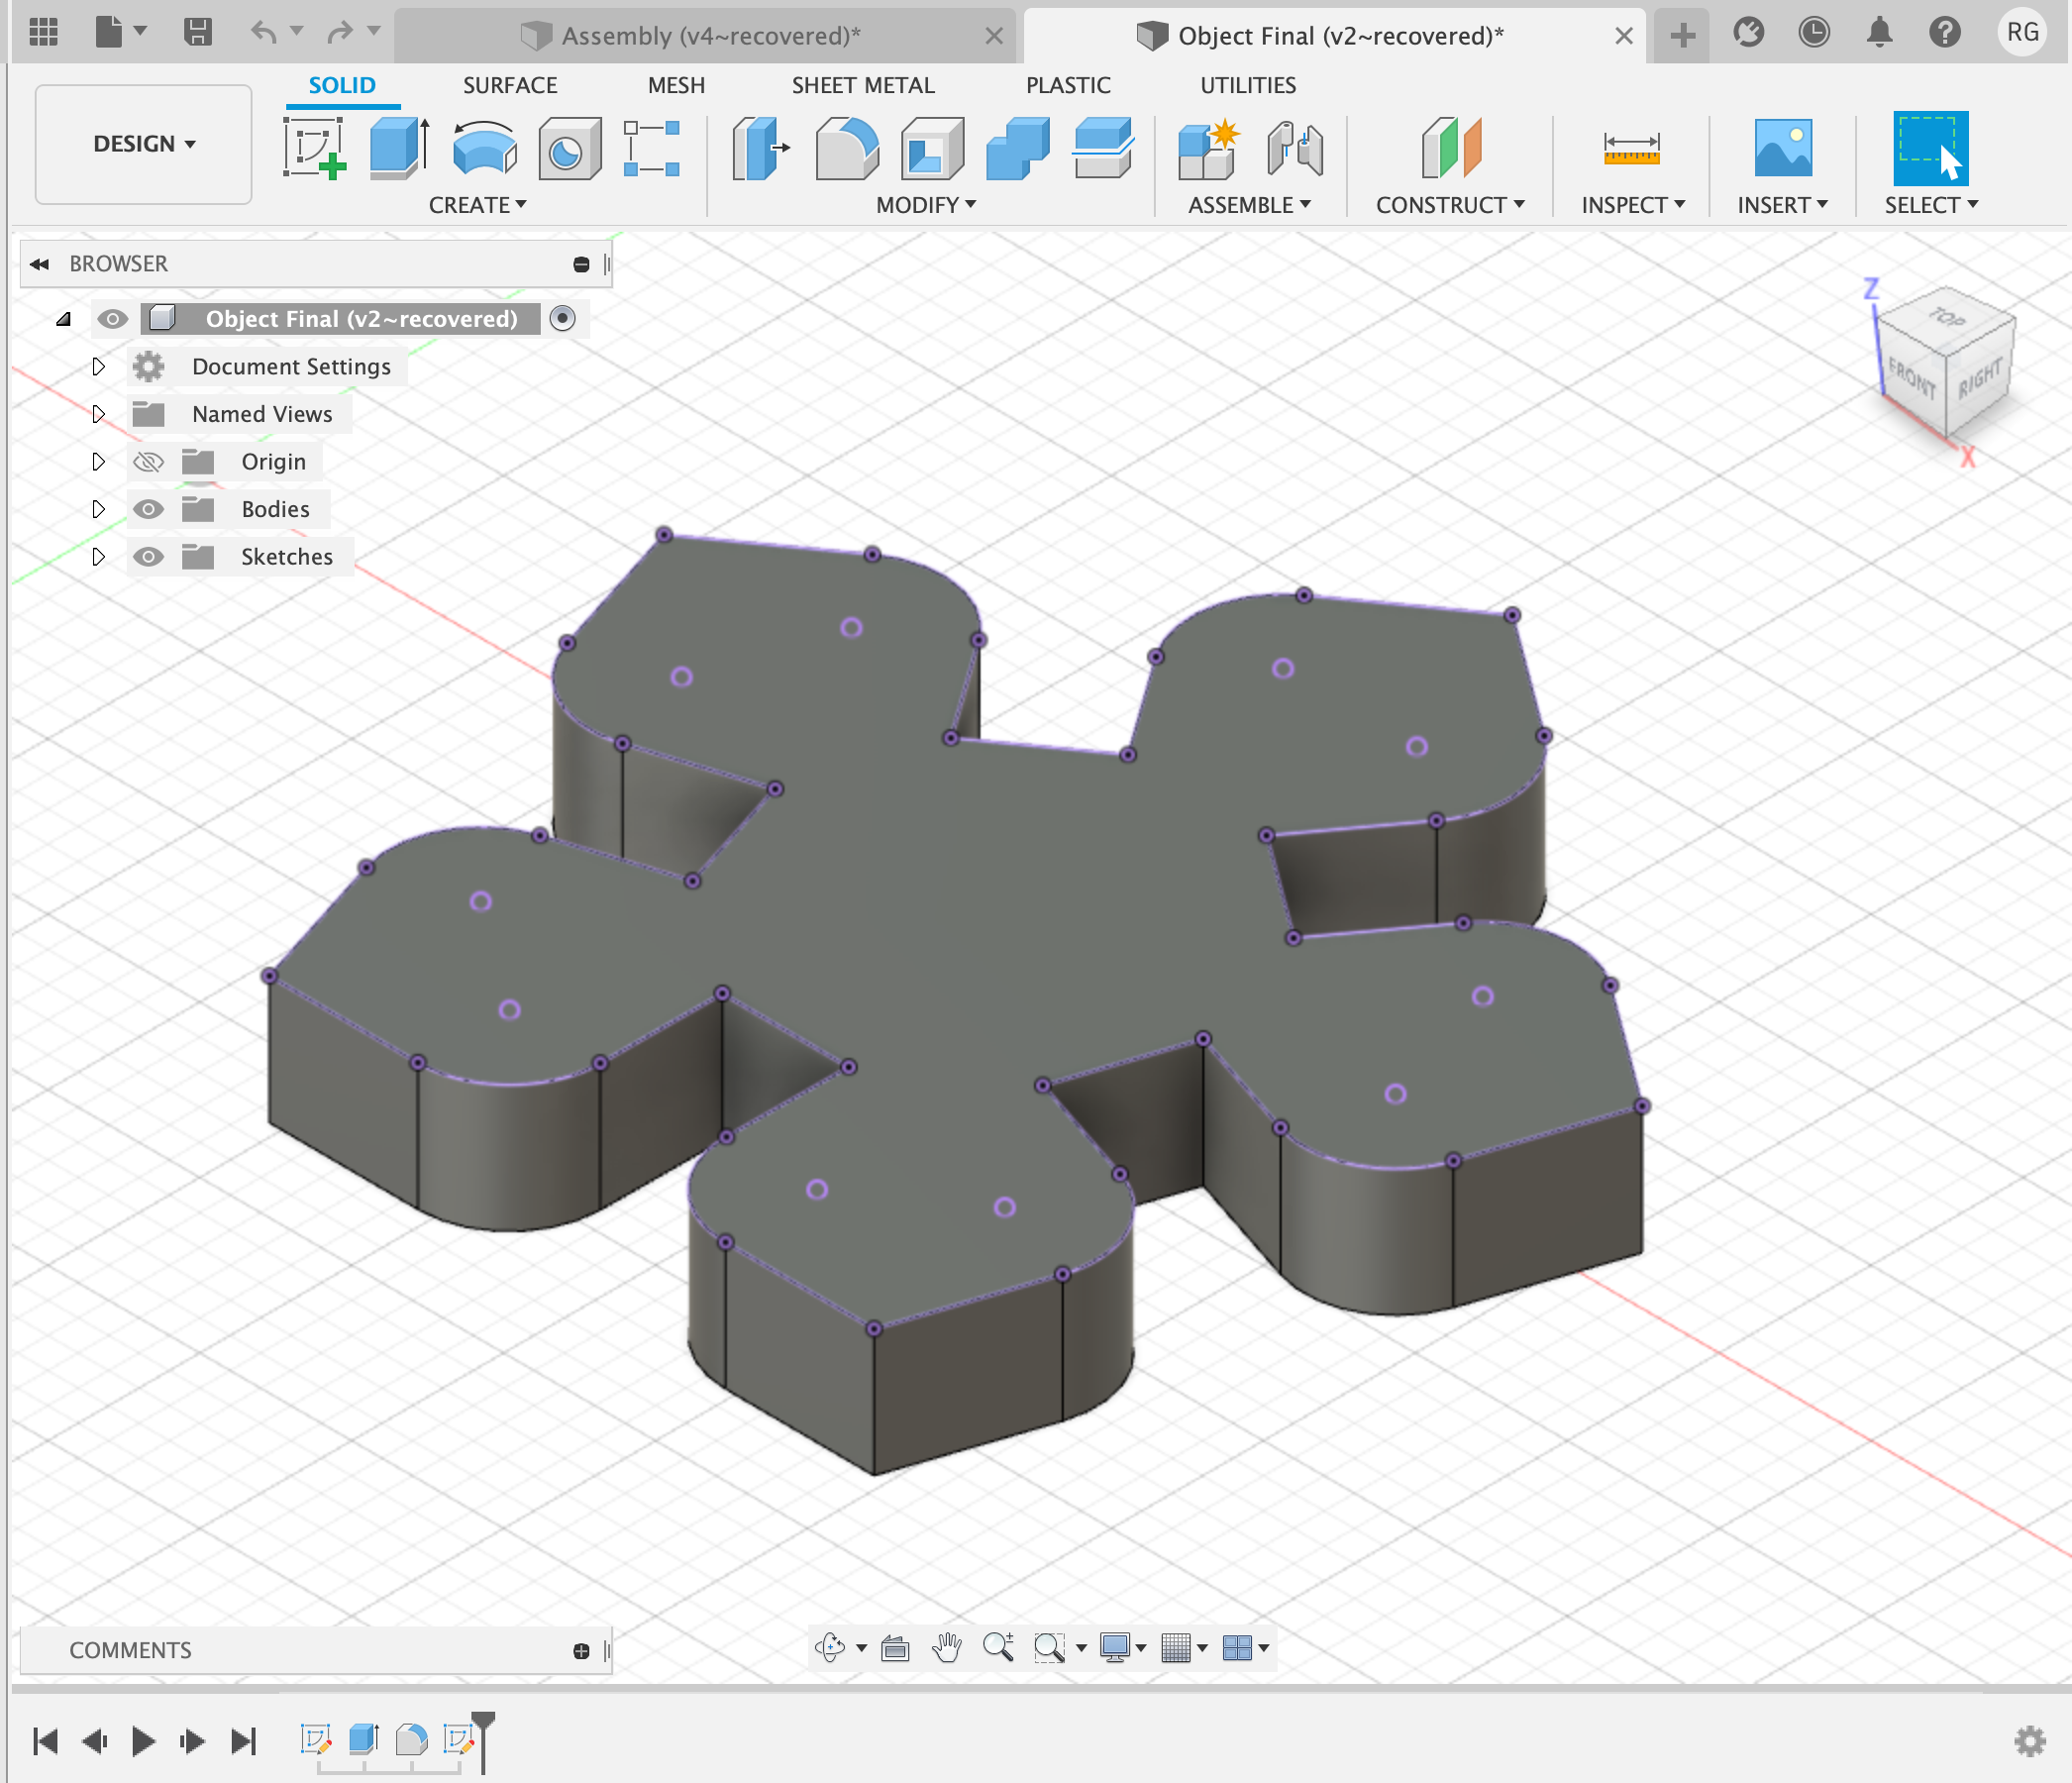 Assembly (v4~recovered)*
Object Final (v2~recovered)*
RG
SOLID
SURFACE
MESH
SHEET METAL
PLASTIC
UTILITIES
DESIGN
CREATE
MODIFY
ASSEMBLE
CONSTRUCT
INSPECT
INSERT
SELECT
BROWSER
Object Final (v2~recovered)
Document Settings
Named Views
Origin
Bodies
Sketches
Z
TOP
FRONT
RIGHT
X
COMMENTS